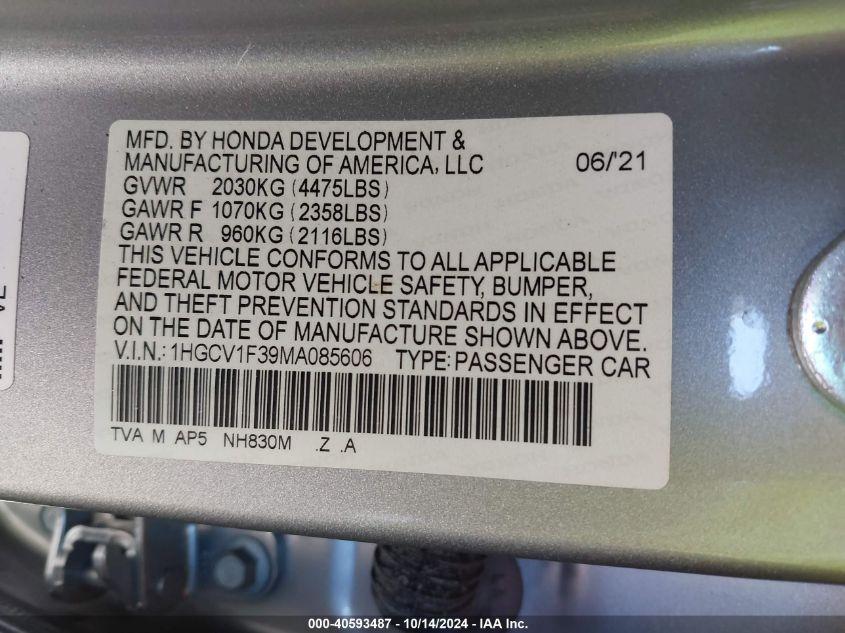 MFD. BY HONDA DEVELOPMENT &
MANUFACTURING OF AMERICA, LLC 06/'21
GVWR 2030KG (4475LBS)
GAWR F 1070KG (2358LBS)
GAWR R 960KG (2116LBS)
THIS VEHICLE CONFORMS TO ALL APPLICABLE
FEDERAL MOTOR VEHICLE SAFETY, BUMPER,
AND THEFT PREVENTION STANDARDS IN EFFECT
ON THE DATE OF MANUFACTURE SHOWN ABOVE.
V.I.N.: 1HGCV1F39MA085606 TYPE: PASSENGER CAR
TVA M AP5 NH830M .Z .A
000-40593487 - 10/14/2024 - IAA Inc.